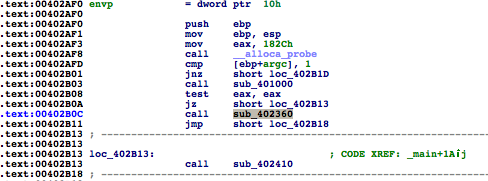 .text:00402AF0 envp = dword ptr 10h
.text:00402AF0
.text:00402AF0 push ebp
.text:00402AF1 mov ebp, esp
.text:00402AF3 mov eax, 182Ch
.text:00402AF8 call __alloca_probe
.text:00402AFD cmp [ebp+argc], 1
.text:00402B01 jnz short loc_402B1D
.text:00402B03 call sub_401000
.text:00402B08 test eax, eax
.text:00402B0A jz short loc_402B13
.text:00402B0C call sub_402360
.text:00402B11 jmp short loc_402B18
.text:00402B13 ; ---------------------------------------------------------------------------
.text:00402B13
.text:00402B13 loc_402B13: ; CODE XREF: _main+1A↑j
.text:00402B13 call sub_402410
.text:00402B18 ; ---------------------------------------------------------------------------